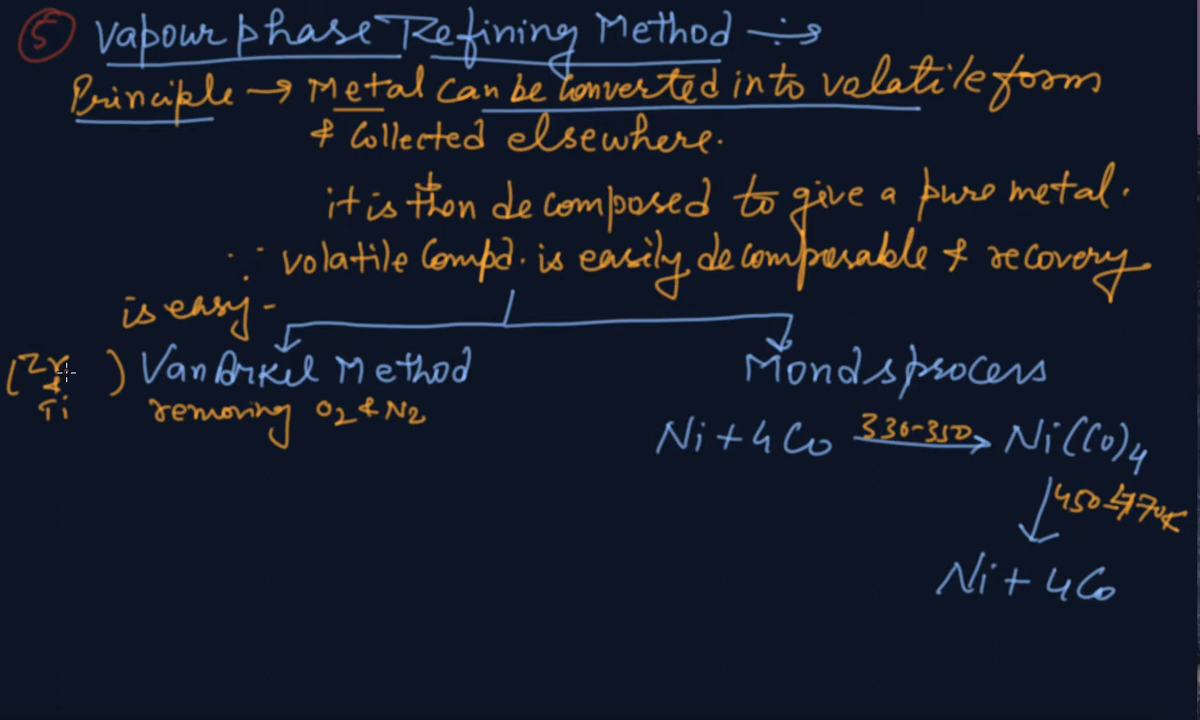 ⑤ Vapour phase Refining Method →
Principle → Metal can be converted into volatile form
& collected elsewhere.
it is then decomposed to give a pure metal.
∵ volatile compd. is easily decomposable & recovery
is easy -
(Zr & Ti) Van Arkel Method
removing O2 & N2
Monds process
Ni + 4CO 330-350 → Ni(CO)4
↓ 450-470K
Ni + 4CO